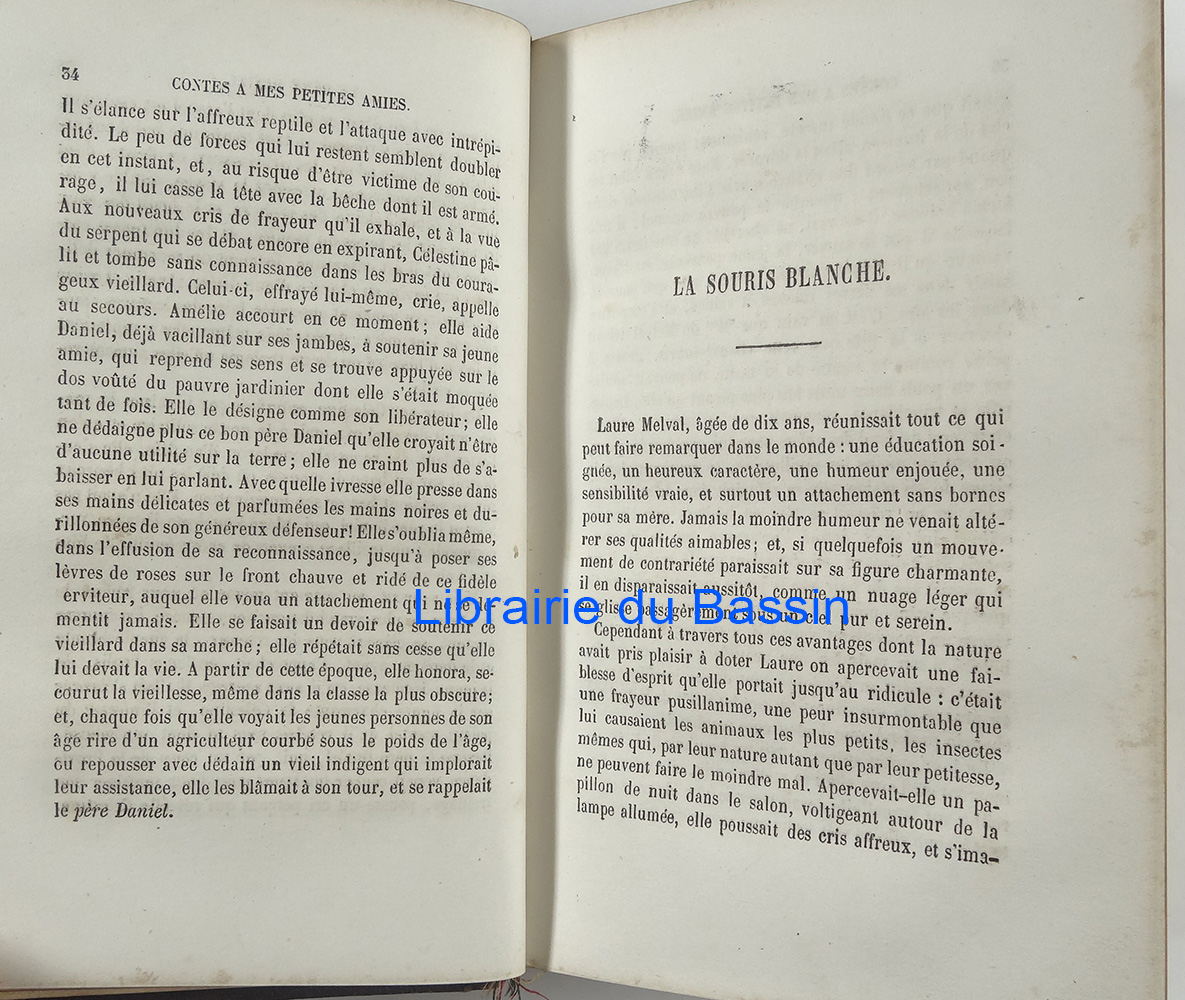 34
CONTES A MES PETITES AMIES.
Il s'élance sur l'affreux reptile et l'attaque avec intrépi-
dité. Le peu de forces qui lui restent semblent doubler
en cet instant, et, au risque d'être victime de son cou-
rage, il lui casse la tête avec la bêche dont il est armé.
Aux nouveaux cris de frayeur qu'il exhale, et à la vue
du serpent qui se débat encore en expirant, Célestine pâ-
lit et tombe sans connaissance dans les bras du coura-
geux vieillard. Celui-ci, effrayé lui-même, crie, appelle
au secours. Amélie accourt en ce moment; elle aide
Daniel, déjà vacillant sur ses jambes, à soutenir sa jeune
amie, qui reprend ses sens et se trouve appuyée sur le
dos voûté du pauvre jardinier dont elle s'était moquée
tant de fois. Elle le désigne comme son libérateur; elle
ne dédaigne plus ce bon père Daniel qu'elle croyait n'être
d'aucune utilité sur la terre; elle ne craint plus de s'a-
baisser en lui parlant. Avec quelle ivresse elle presse dans
ses mains délicates et parfumées les mains noires et du-
rillonnées de son généreux défenseur! Elle s'oublia même,
dans l'effusion de sa reconnaissance, jusqu'à poser ses
lèvres de roses sur le front chauve et ridé de ce fidèle
erviteur, auquel elle voua un attachement qui ne se dé-
mentit jamais. Elle se faisait un devoir de soutenir ce
vieillard dans sa marche; elle répétait sans cesse qu'elle
lui devait la vie. A partir de cette époque, elle honora, se-
courut la vieillesse, même dans la classe la plus obscure;
et, chaque fois qu'elle voyait les jeunes personnes de son
âge rire d'un agriculteur courbé sous le poids de l'âge,
ou repousser avec dédain un vieil indigent qui implorait
leur assistance, elle les blâmait à son tour, et se rappelait
le père Daniel.
LA SOURIS BLANCHE.
Laure Melval, âgée de dix ans, réunissait tout ce qui
peut faire remarquer dans le monde : une éducation soi-
gnée, un heureux caractère, une humeur enjouée, une
sensibilité vraie, et surtout un attachement sans bornes
pour sa mère. Jamais la moindre humeur ne venait alté-
rer ses qualités aimables; et, si quelquefois un mouve-
ment de contrariété paraissait sur sa figure charmante,
il en disparaissait aussitôt, comme un nuage léger qui
se glisse passagèrement sous un ciel pur et serein.
Cependant à travers tous ces avantages dont la nature
avait pris plaisir à doter Laure on apercevait une fai-
blesse d'esprit qu'elle portait jusqu'au ridicule : c'était
une frayeur pusillanime, une peur insurmontable que
lui causaient les animaux les plus petits, les insectes
mêmes qui, par leur nature autant que par leur petitesse,
ne peuvent faire le moindre mal. Apercevait-elle un pa-
pillon de nuit dans le salon, voltigeant autour de la
lampe allumée, elle poussait des cris affreux, et s'ima-
Librairie du Bassin